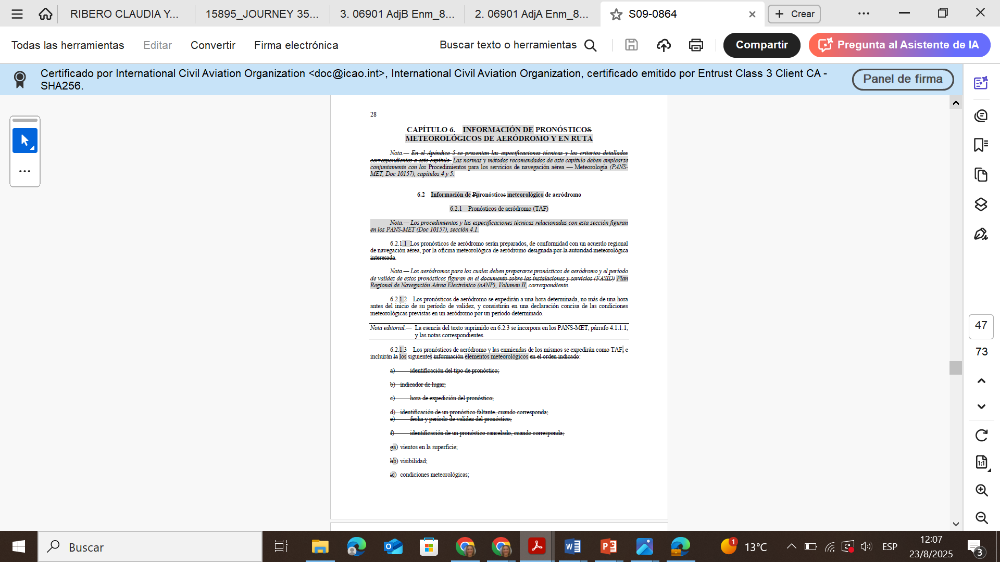 RIBERO CLAUDIA Y...
15895_JOURNEY 35...
3. 06901 AdjB Enm_8...
2. 06901 AdjA Enm_8...
S09-0864
Crear
Todas las herramientas
Editar
Convertir
Firma electrónica
Buscar texto o herramientas
Compartir
Pregunta al Asistente de IA
Certificado por International Civil Aviation Organization <doc@icao.int>, International Civil Aviation Organization, certificado emitido por Entrust Class 3 Client CA -
SHA256.
Panel de firma
28
CAPÍTULO 6. INFORMACIÓN DE PRONÓSTICOS
METEOROLÓGICOS DE AERÓDROMO Y EN RUTA
Nota.— En el Apéndice 5 se presentan las especificaciones técnicas y los criterios detallados
correspondientes a este capítulo. Las normas y métodos recomendados de este capítulo deben emplearse
conjuntamente con los Procedimientos para los servicios de navegación aérea — Meteorología (PANS-
MET, Doc 10157), capítulos 4 y 5.
6.2 Información de Ppronósticos meteorológico de aeródromo
6.2.1 Pronósticos de aeródromo (TAF)
Nota.— Los procedimientos y las especificaciones técnicas relacionadas con esta sección figuran
en los PANS-MET (Doc 10157), sección 4.1.
6.2.1.1 Los pronósticos de aeródromo serán preparados, de conformidad con un acuerdo regional
de navegación aérea, por la oficina meteorológica de aeródromo designada por la autoridad meteorológica
interesada.
Nota.— Los aeródromos para los cuales deben prepararse pronósticos de aeródromo y el período
de validez de estos pronósticos figuran en el documento sobre las instalaciones y servicios (FASID) Plan
Regional de Navegación Aérea Electrónico (eANP), Volumen II, correspondiente.
6.2.1.2 Los pronósticos de aeródromo se expedirán a una hora determinada, no más de una hora
antes del inicio de su período de validez, y consistirán en una declaración concisa de las condiciones
meteorológicas previstas en un aeródromo por un período determinado.
Nota editorial.— La esencia del texto suprimido en 6.2.3 se incorpora en los PANS-MET, párrafo 4.1.1.1,
y las notas correspondientes.
6.2.1.3 Los pronósticos de aeródromo y las enmiendas de los mismos se expedirán como TAF, e
incluirán la los siguientes información elementos meteorológicos en el orden indicado:
a) identificación del tipo de pronóstico;
b) indicador de lugar;
c) hora de expedición del pronóstico;
d) identificación de un pronóstico faltante, cuando corresponda;
e) fecha y período de validez del pronóstico;
f) identificación de un pronóstico cancelado, cuando corresponda;
ga) vientos en la superficie;
hb) visibilidad;
ic) condiciones meteorológicas;
47
73
1:1
Buscar
1
13°C
ESP
12:07
23/8/2025
3